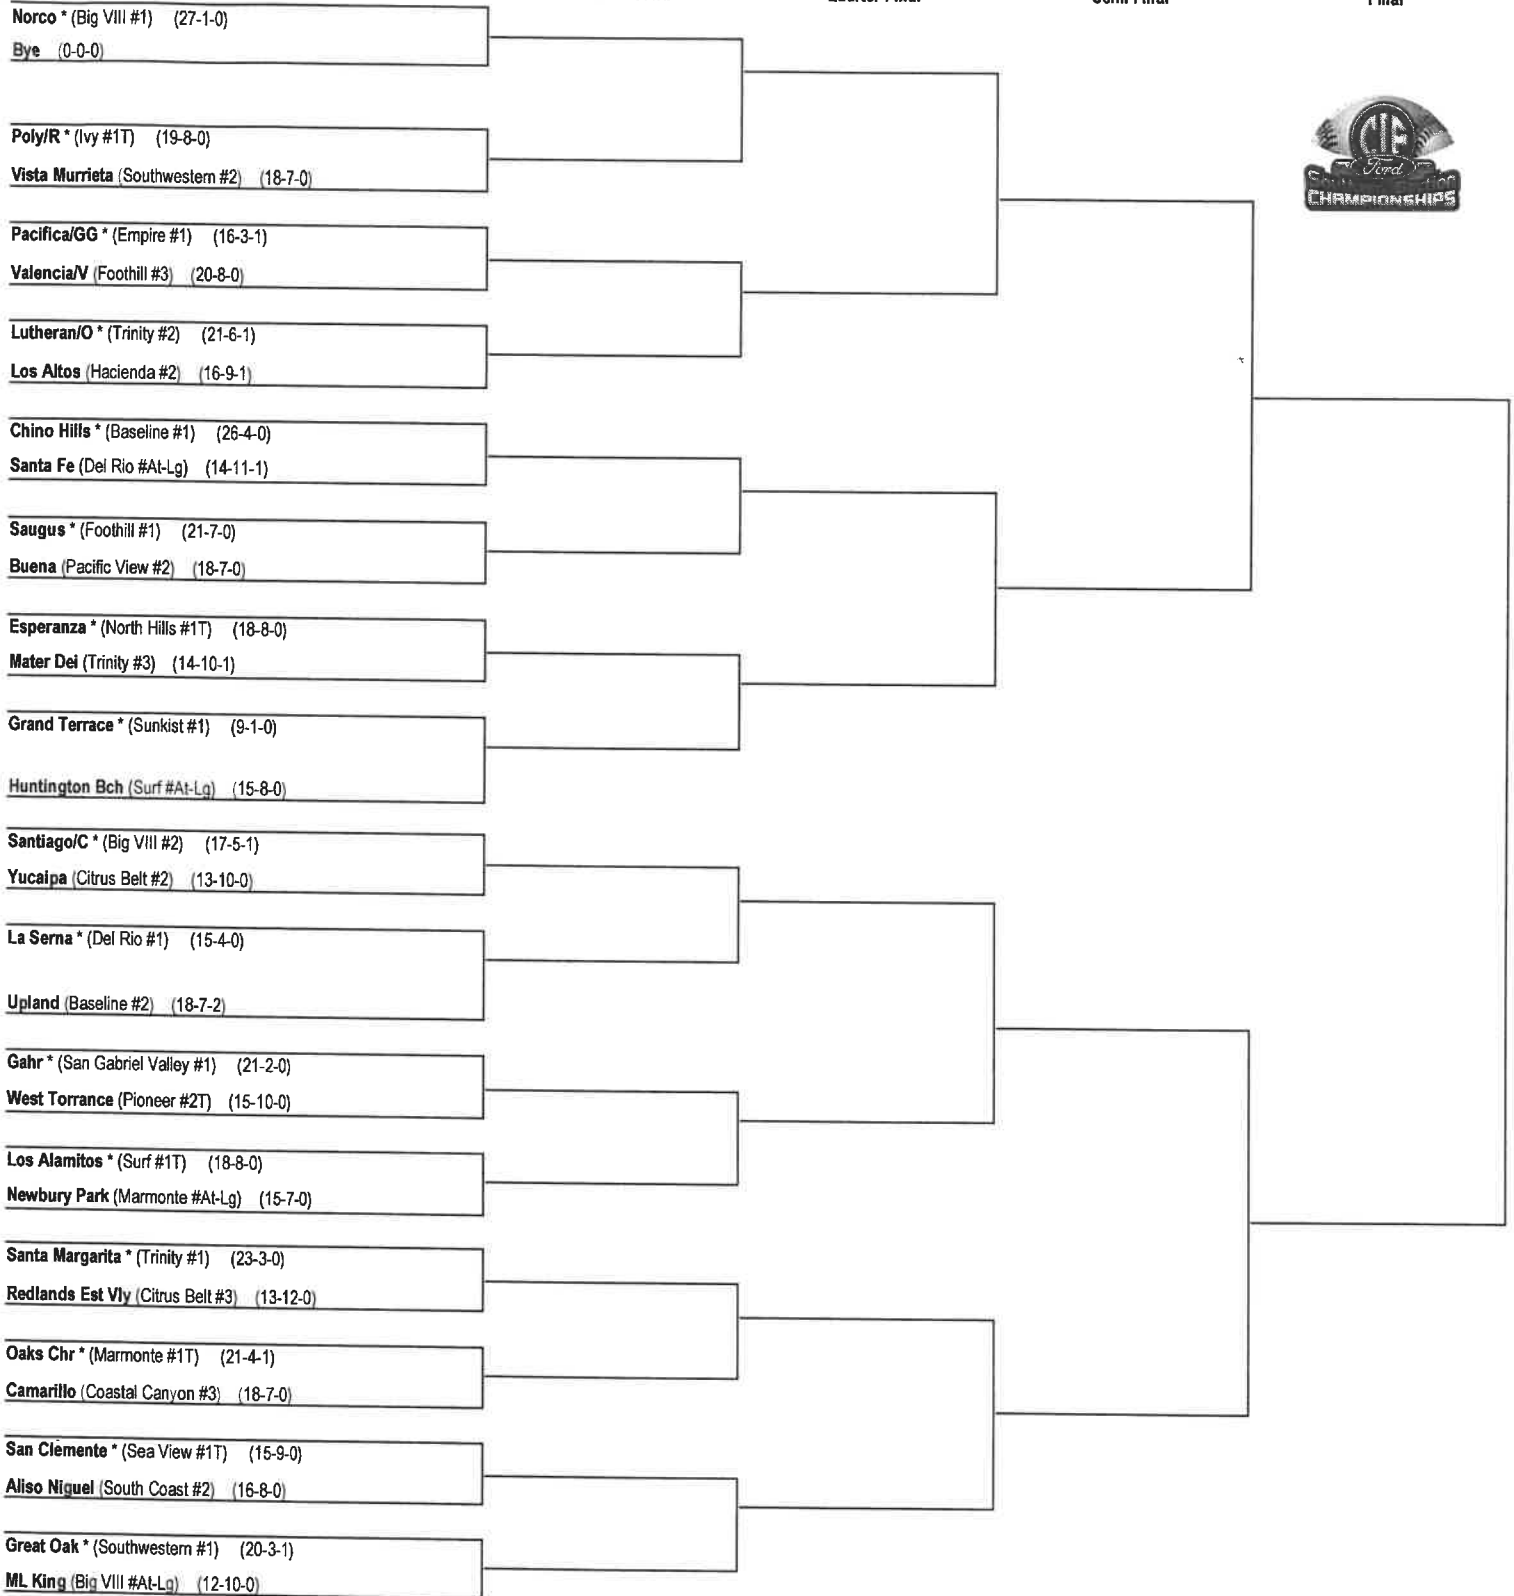 Norco * (Big VIII #1) (27-1-0)
Bye (0-0-0)
Poly/R * (Ivy #1T) (19-8-0)
Vista Murrieta (Southwestern #2) (18-7-0)
Pacifica/GG * (Empire #1) (16-3-1)
Valencia/V (Foothill #3) (20-8-0)
Lutheran/O * (Trinity #2) (21-6-1)
Los Altos (Hacienda #2) (16-9-1)
Chino Hills * (Baseline #1) (26-4-0)
Santa Fe (Del Rio #At-Lg) (14-11-1)
Saugus * (Foothill #1) (21-7-0)
Buena (Pacific View #2) (18-7-0)
Esperanza * (North Hills #1T) (18-8-0)
Mater Dei (Trinity #3) (14-10-1)
Grand Terrace * (Sunkist #1) (9-1-0)
Huntington Bch (Surf #At-Lg) (15-8-0)
Santiago/C * (Big VIII #2) (17-5-1)
Yucaipa (Citrus Belt #2) (13-10-0)
La Serna * (Del Rio #1) (15-4-0)
Upland (Baseline #2) (18-7-2)
Gahr * (San Gabriel Valley #1) (21-2-0)
West Torrance (Pioneer #2T) (15-10-0)
Los Alamitos * (Surf #1T) (18-8-0)
Newbury Park (Marmonte #At-Lg) (15-7-0)
Santa Margarita * (Trinity #1) (23-3-0)
Redlands Est Vly (Citrus Belt #3) (13-12-0)
Oaks Chr * (Marmonte #1T) (21-4-1)
Camarillo (Coastal Canyon #3) (18-7-0)
San Clemente * (Sea View #1T) (15-9-0)
Aliso Niguel (South Coast #2) (16-8-0)
Great Oak * (Southwestern #1) (20-3-1)
ML King (Big VIII #At-Lg) (12-10-0)
CIF
Ford
CHAMPIONSHIPS